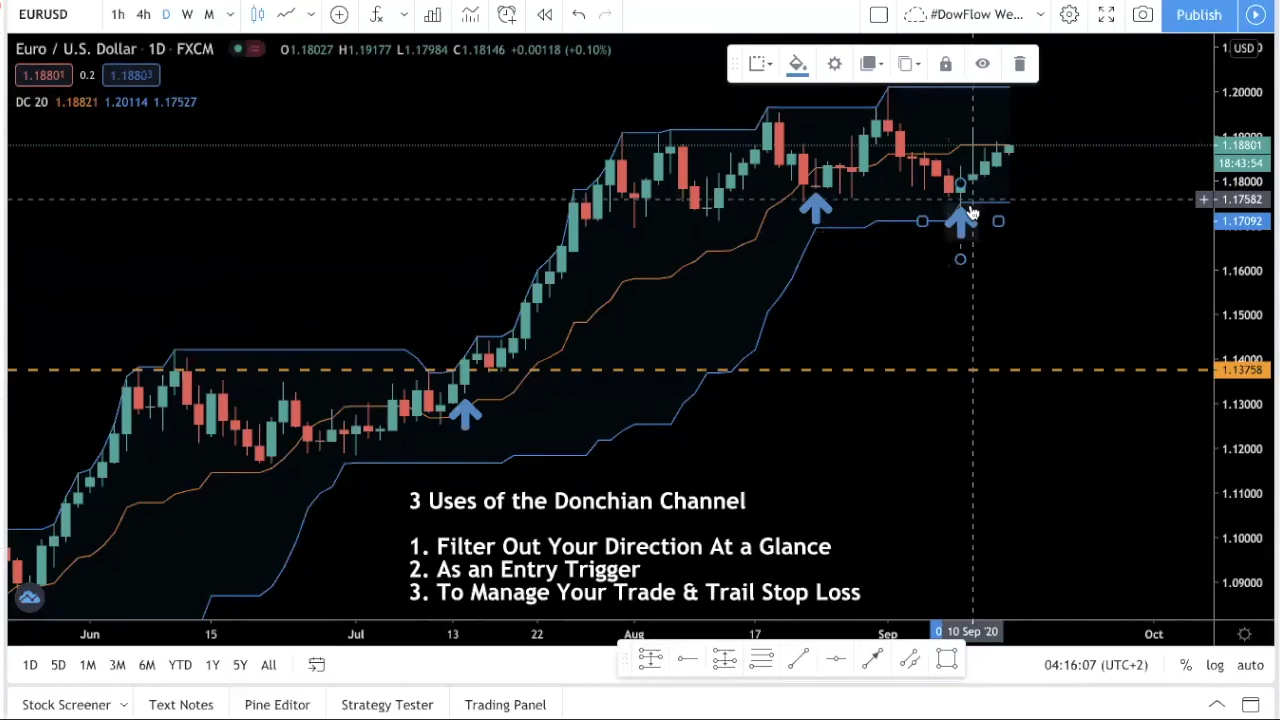 EURUSD 1h 4h D W M #DowFlow We... Publish
Euro / U.S. Dollar · 1D · FXCM O1.18027 H1.19177 L1.17984 C1.18146 +0.00118 (+0.10%)
USD
1.18801 0.2 1.18803
DC 20 1.18821 1.20114 1.17527
1.20000
1.18801
18:43:54
1.18000
1.17582
1.17092
1.16000
1.15000
1.14000
1.13758
1.13000
1.12000
1.11000
1.10000
1.09000
3 Uses of the Donchian Channel
1. Filter Out Your Direction At a Glance
2. As an Entry Trigger
3. To Manage Your Trade & Trail Stop Loss
Jun 15 Jul 13 22 Aug 17 Sep 10 Sep '20 Oct
1D 5D 1M 3M 6M YTD 1Y 5Y All 04:16:07 (UTC+2) % log auto
Stock Screener Text Notes Pine Editor Strategy Tester Trading Panel